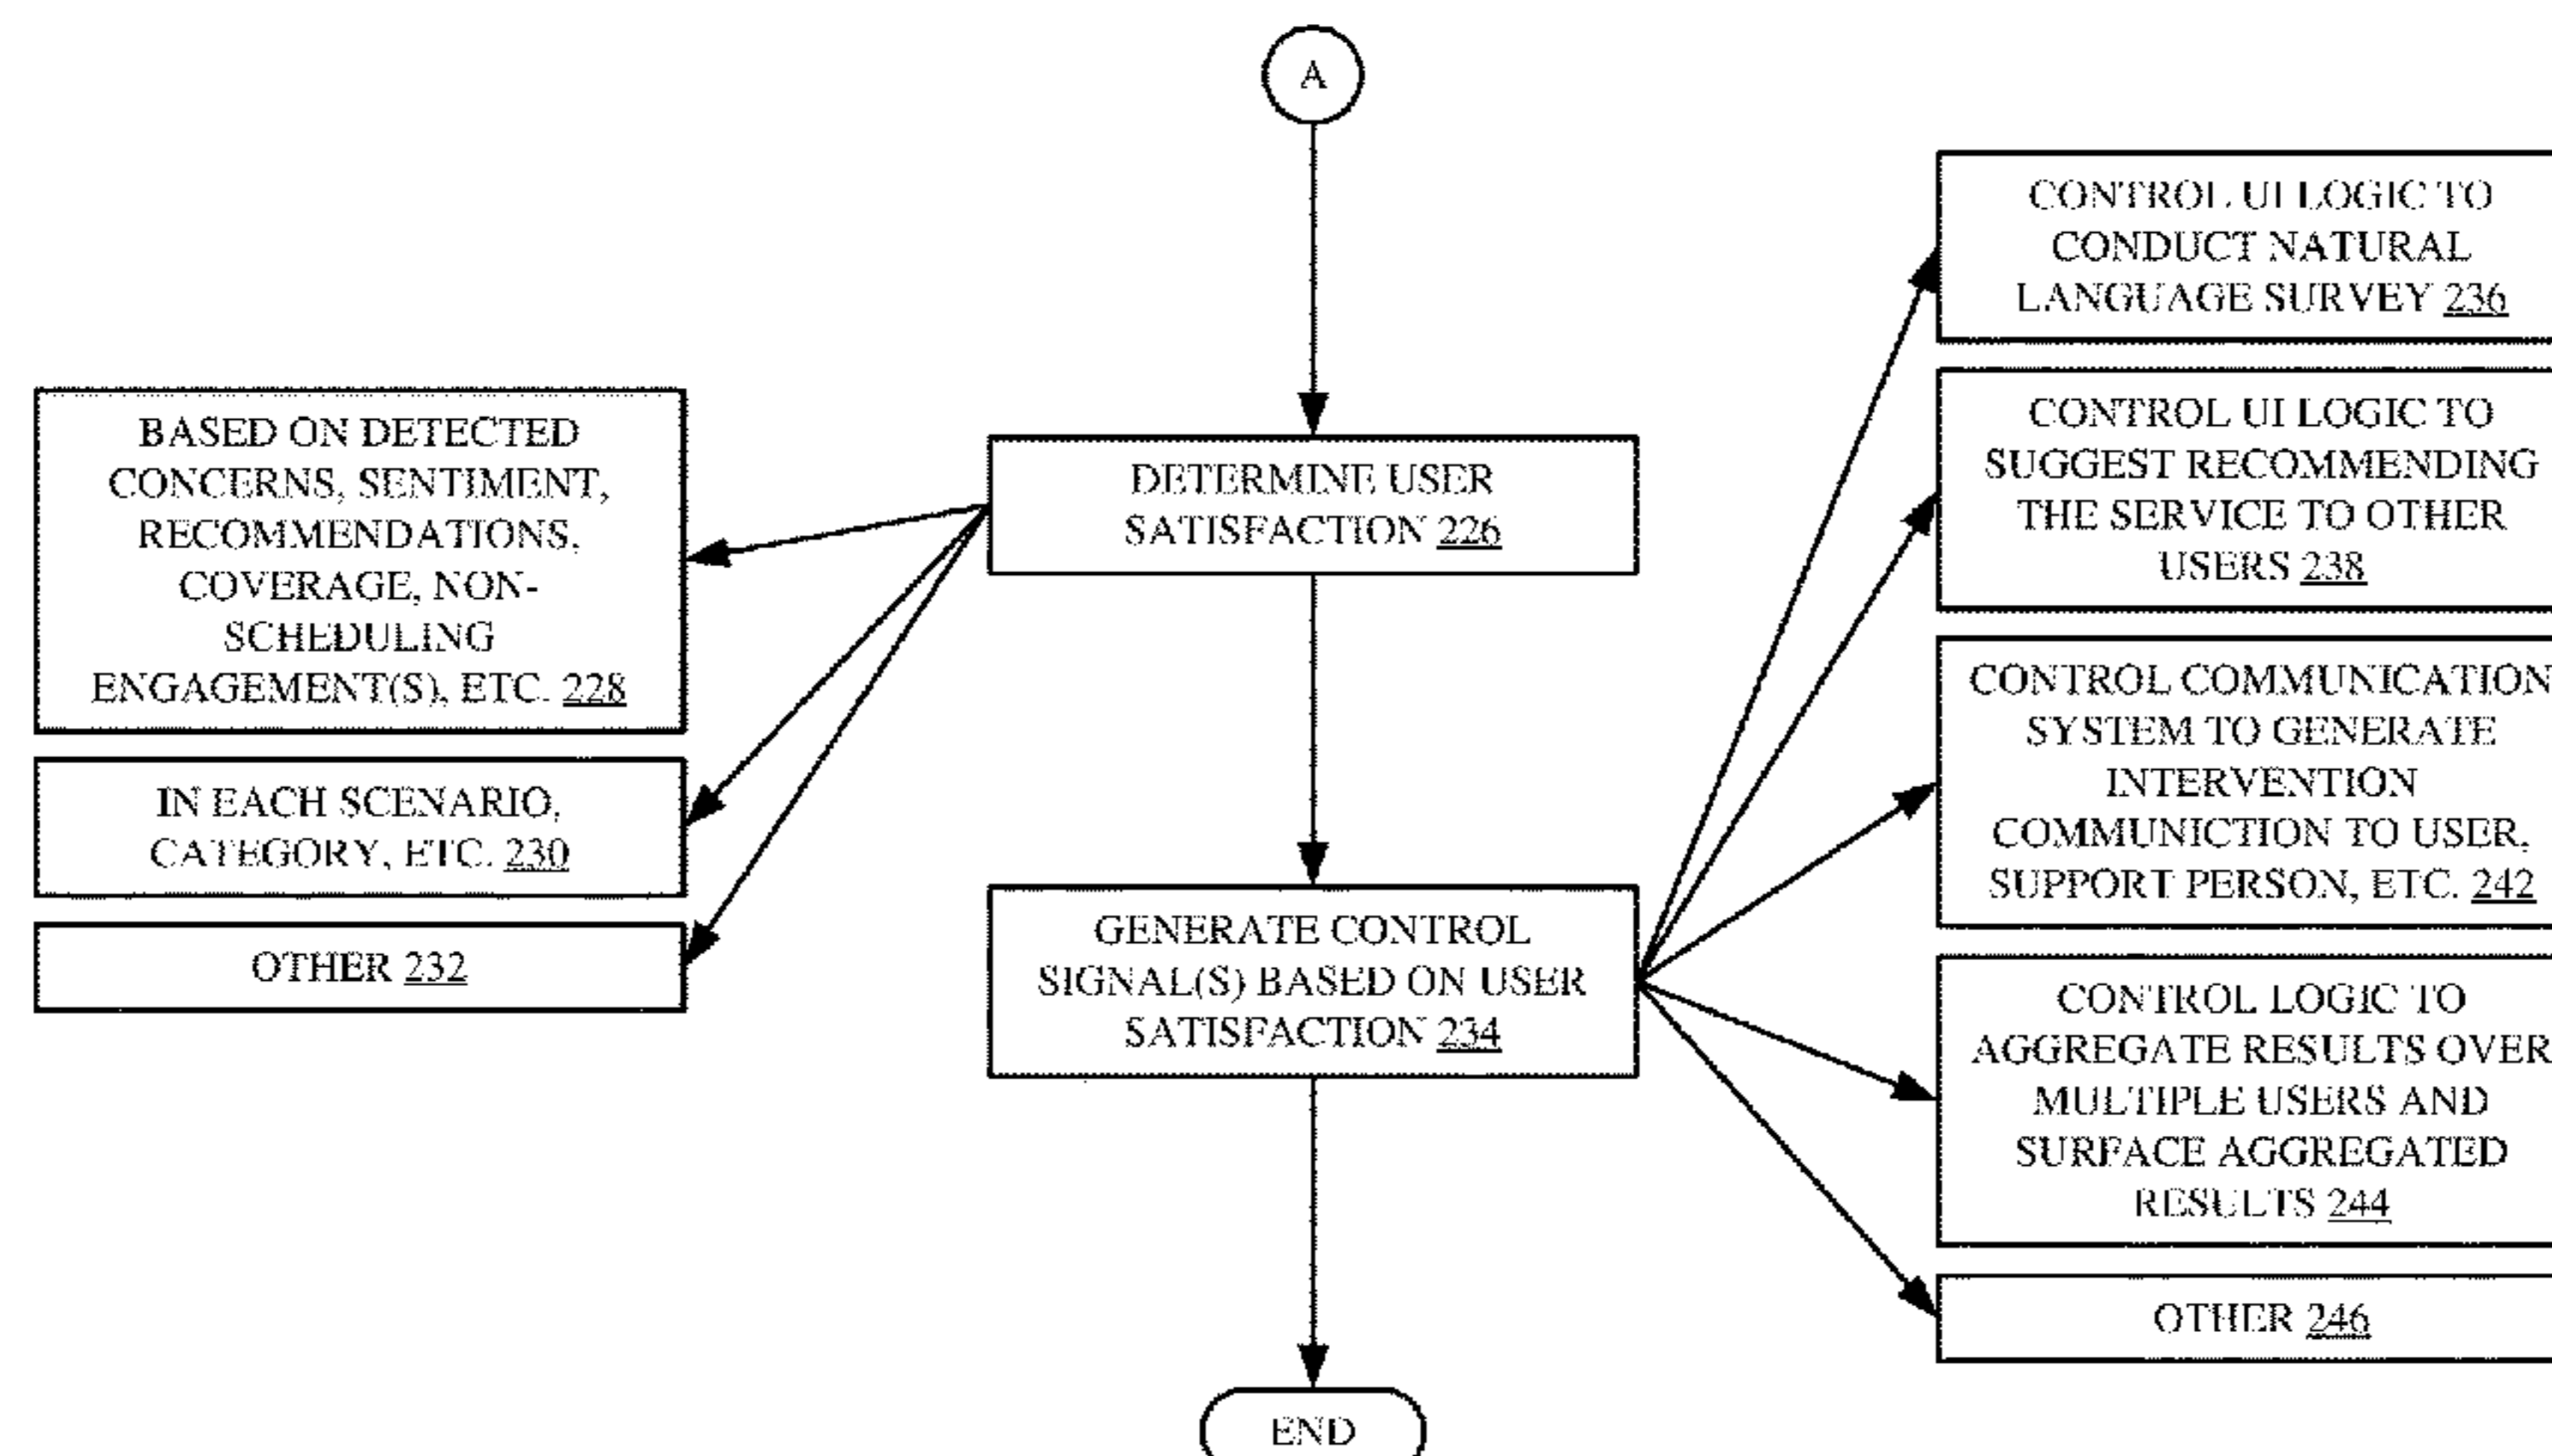 A
DETERMINE USER
SATISFACTION 226
BASED ON DETECTED
CONCERNS, SENTIMENT,
RECOMMENDATIONS,
COVERAGE, NON-
SCHEDULING
ENGAGEMENT(S), ETC. 228
IN EACH SCENARIO,
CATEGORY, ETC. 230
OTHER 232
GENERATE CONTROL
SIGNAL(S) BASED ON USER
SATISFACTION 234
CONTROL UI LOGIC TO
CONDUCT NATURAL
LANGUAGE SURVEY 236
CONTROL UI LOGIC TO
SUGGEST RECOMMENDING
THE SERVICE TO OTHER
USERS 238
CONTROL COMMUNICATION
SYSTEM TO GENERATE
INTERVENTION
COMMUNICTION TO USER,
SUPPORT PERSON, ETC. 242
CONTROL LOGIC TO
AGGREGATE RESULTS OVER
MULTIPLE USERS AND
SURFACE AGGREGATED
RESULTS 244
OTHER 246
END